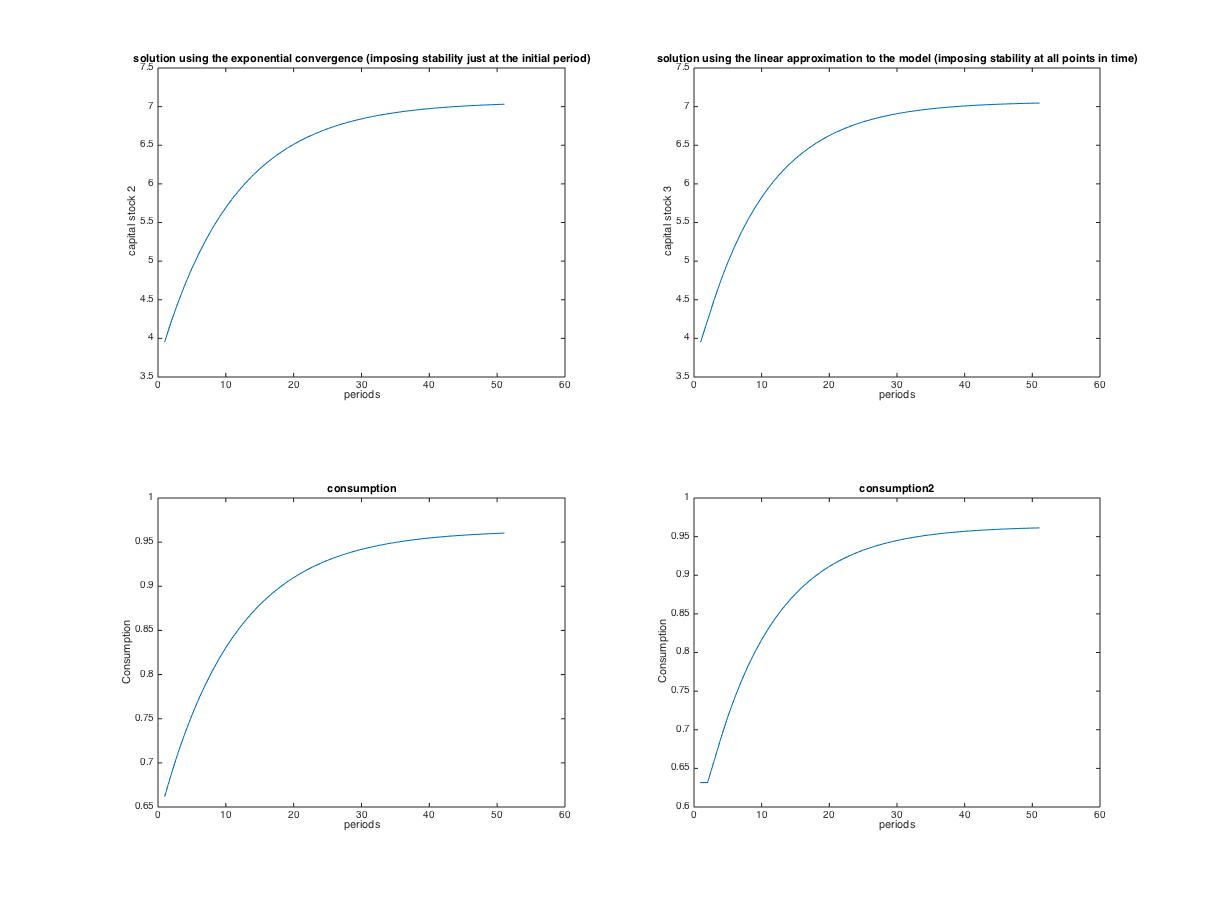 solution using the exponential convergence (imposing stability just at the initial period)
7.5
7
6.5
6
5.5
5
4.5
4
3.5
capital stock 2
0 10 20 30 40 50 60
periods
solution using the linear approximation to the model (imposing stability at all points in time)
7.5
7
6.5
6
5.5
5
4.5
4
3.5
capital stock 3
0 10 20 30 40 50 60
periods
consumption
1
0.95
0.9
0.85
0.8
0.75
0.7
0.65
Consumption
0 10 20 30 40 50 60
periods
consumption2
1
0.95
0.9
0.85
0.8
0.75
0.7
0.65
0.6
Consumption
0 10 20 30 40 50 60
periods